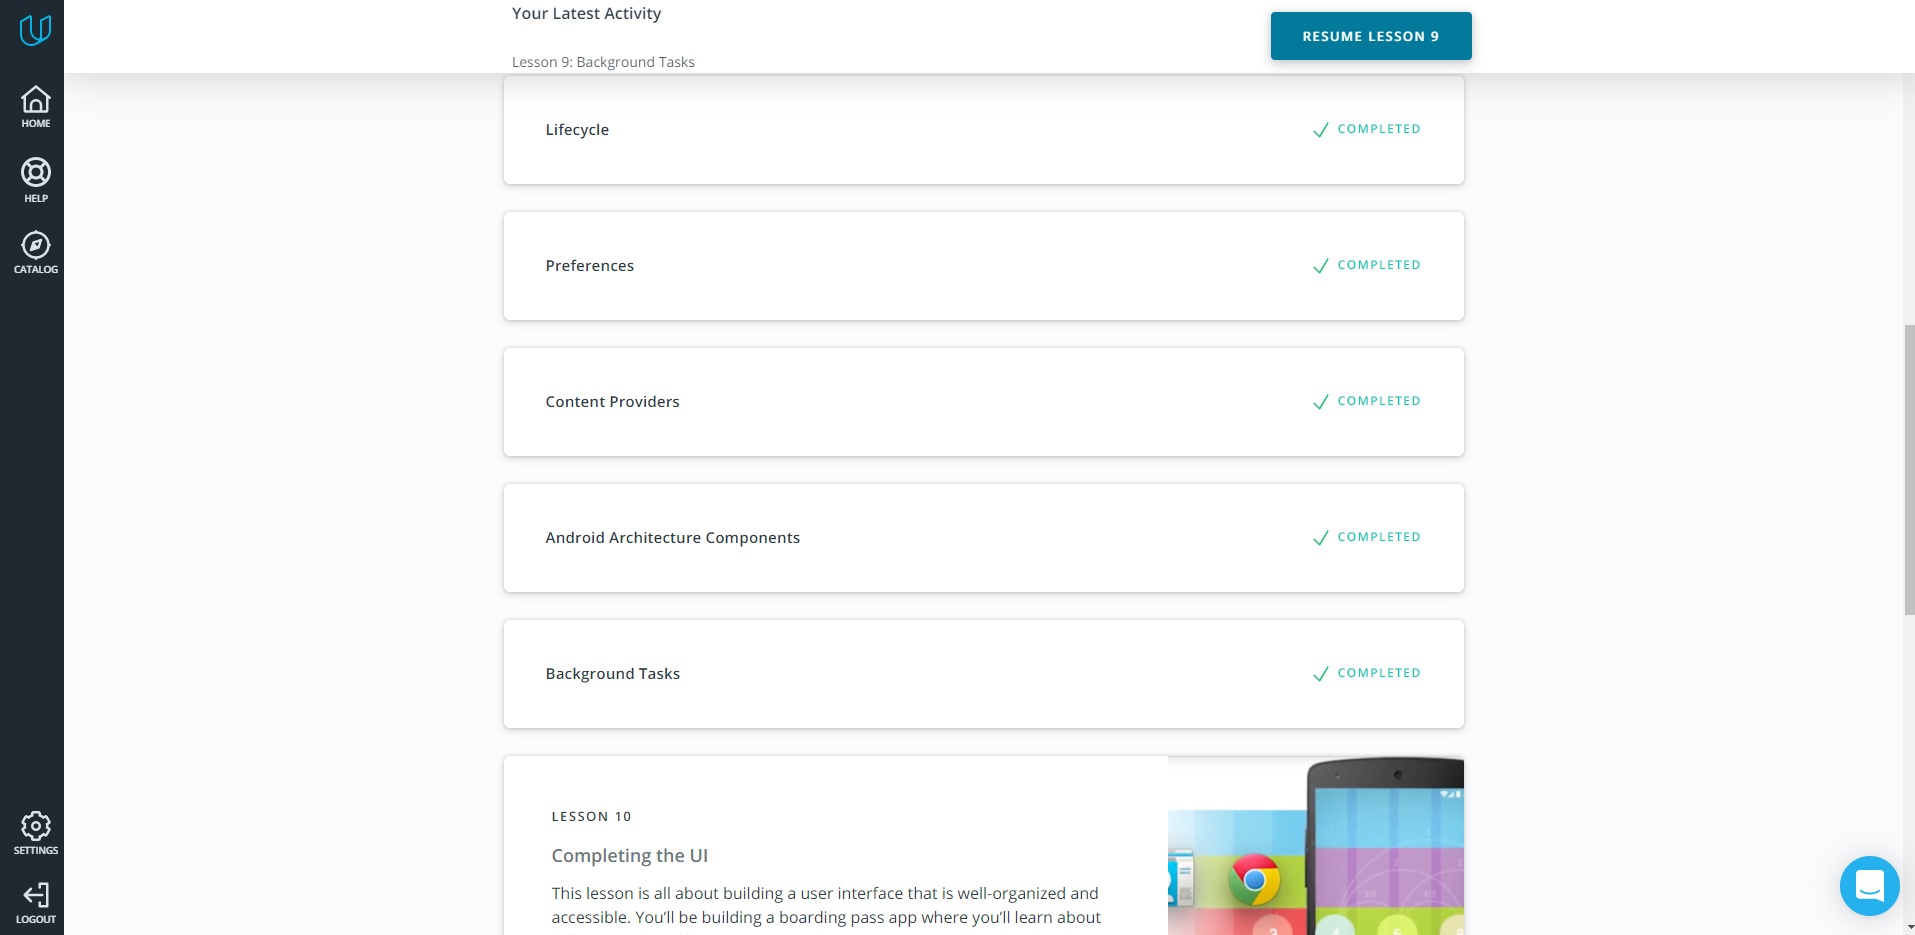 Your Latest Activity
RESUME LESSON 9
Lesson 9: Background Tasks
HOME
HELP
CATALOG
SETTINGS
LOGOUT
Lifecycle
COMPLETED
Preferences
COMPLETED
Content Providers
COMPLETED
Android Architecture Components
COMPLETED
Background Tasks
COMPLETED
LESSON 10
Completing the UI
This lesson is all about building a user interface that is well-organized and
accessible. You’ll be building a boarding pass app where you’ll learn about